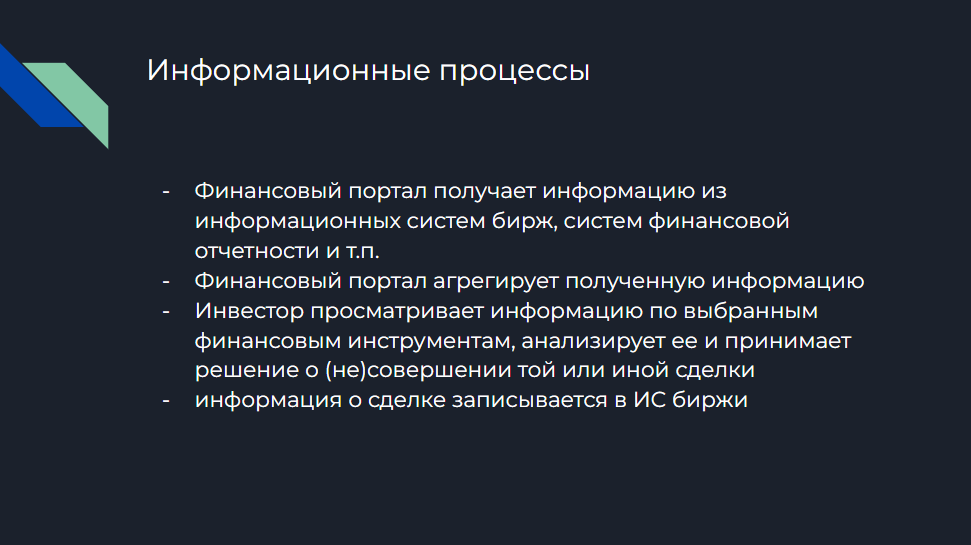 Информационные процессы
- Финансовый портал получает информацию из
информационных систем бирж, систем финансовой
отчетности и т.п.
- Финансовый портал агрегирует полученную информацию
- Инвестор просматривает информацию по выбранным
финансовым инструментам, анализирует ее и принимает
решение о (не)совершении той или иной сделки
- информация о сделке записывается в ИС биржи